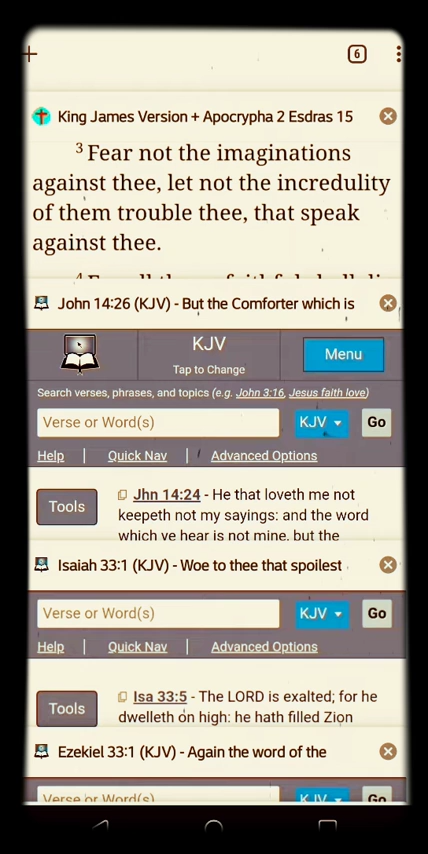 + 6
King James Version + Apocrypha 2 Esdras 15
3 Fear not the imaginations
against thee, let not the incredulity
of them trouble thee, that speak
against thee.
John 14:26 (KJV) - But the Comforter which is
KJV
Tap to Change
Menu
Search verses, phrases, and topics (e.g. John 3:16, Jesus faith love)
Verse or Word(s) KJV Go
Help | Quick Nav | Advanced Options
Tools
Jhn 14:24 - He that loveth me not
keepeth not my sayings: and the word
which ye hear is not mine, but the
Isaiah 33:1 (KJV) - Woe to thee that spoilest
Verse or Word(s) KJV Go
Help | Quick Nav | Advanced Options
Tools
Isa 33:5 - The LORD is exalted; for he
dwelleth on high: he hath filled Zion
Ezekiel 33:1 (KJV) - Again the word of the
Verse or Word(s) KJV Go